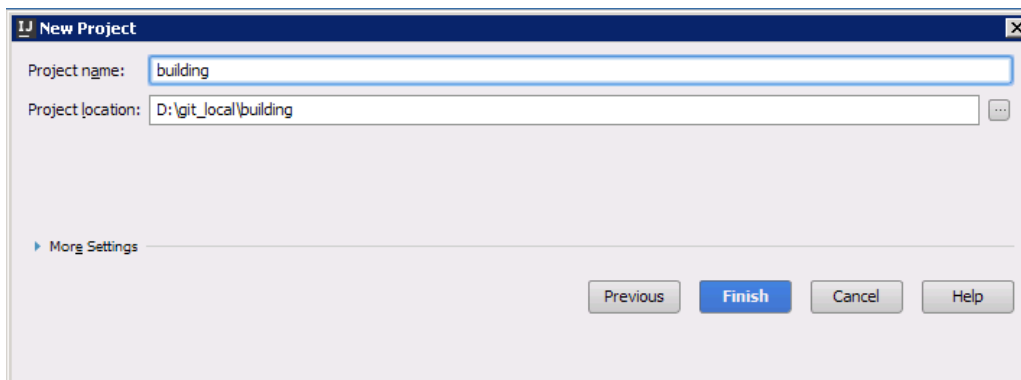 IJ New Project
Project name: building
Project location: D:\git_local\building ...
More Settings
Previous Finish Cancel Help